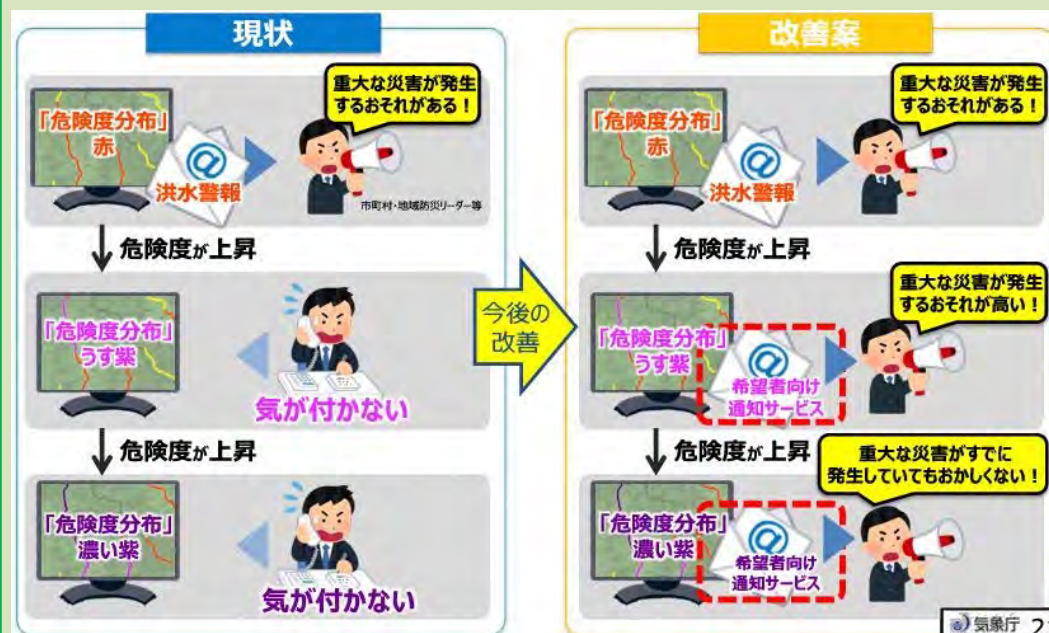 現状
「危険度分布」
赤
洪水警報
重大な災害が発生
するおそれがある！
市町村・地域防災リーダー等
危険度が上昇
「危険度分布」
うす紫
気が付かない
危険度が上昇
「危険度分布」
濃い紫
気が付かない
今後の
改善
改善案
「危険度分布」
赤
洪水警報
重大な災害が発生
するおそれがある！
危険度が上昇
「危険度分布」
うす紫
希望者向け
通知サービス
重大な災害が発生
するおそれが高い！
危険度が上昇
「危険度分布」
濃い紫
希望者向け
通知サービス
重大な災害がすでに
発生していてもおかしくない！
気象庁